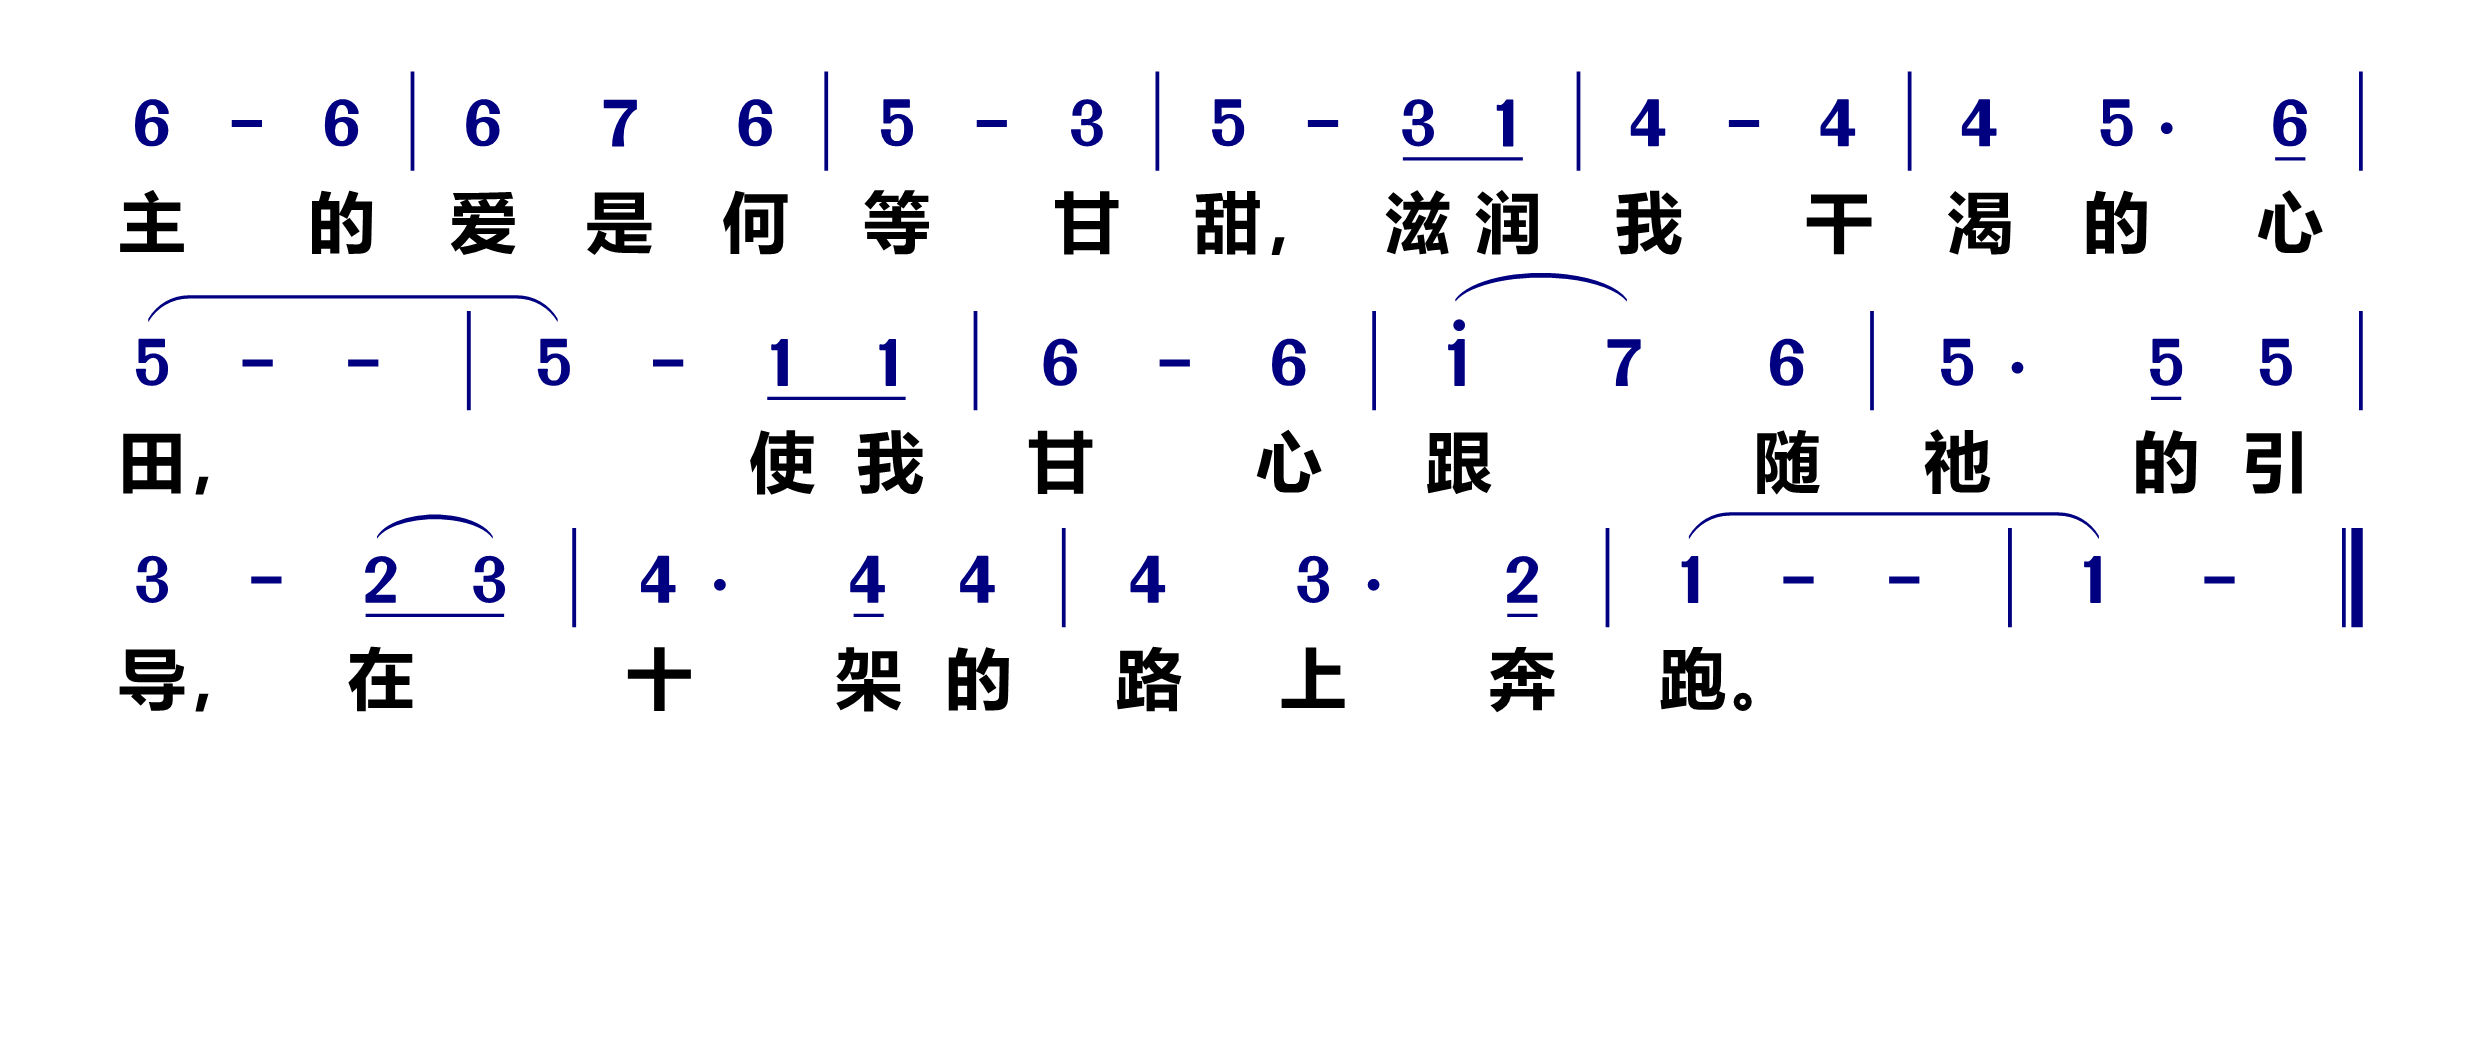 6 - 6 | 6 7 6 | 5 - 3 | 5 - 3 1 | 4 - 4 | 4 5 · 6 |
主的爱是何等甘甜, 滋润我干渴的心
5 - - | 5 - 1 1 | 6 - 6 | i 7 6 | 5 · 5 5 |
田, 使我甘心跟随祂的引
3 - 2 3 | 4 · 4 4 | 4 3 · 2 | 1 - - | 1 - ‖
导, 在十架的路上奔跑。